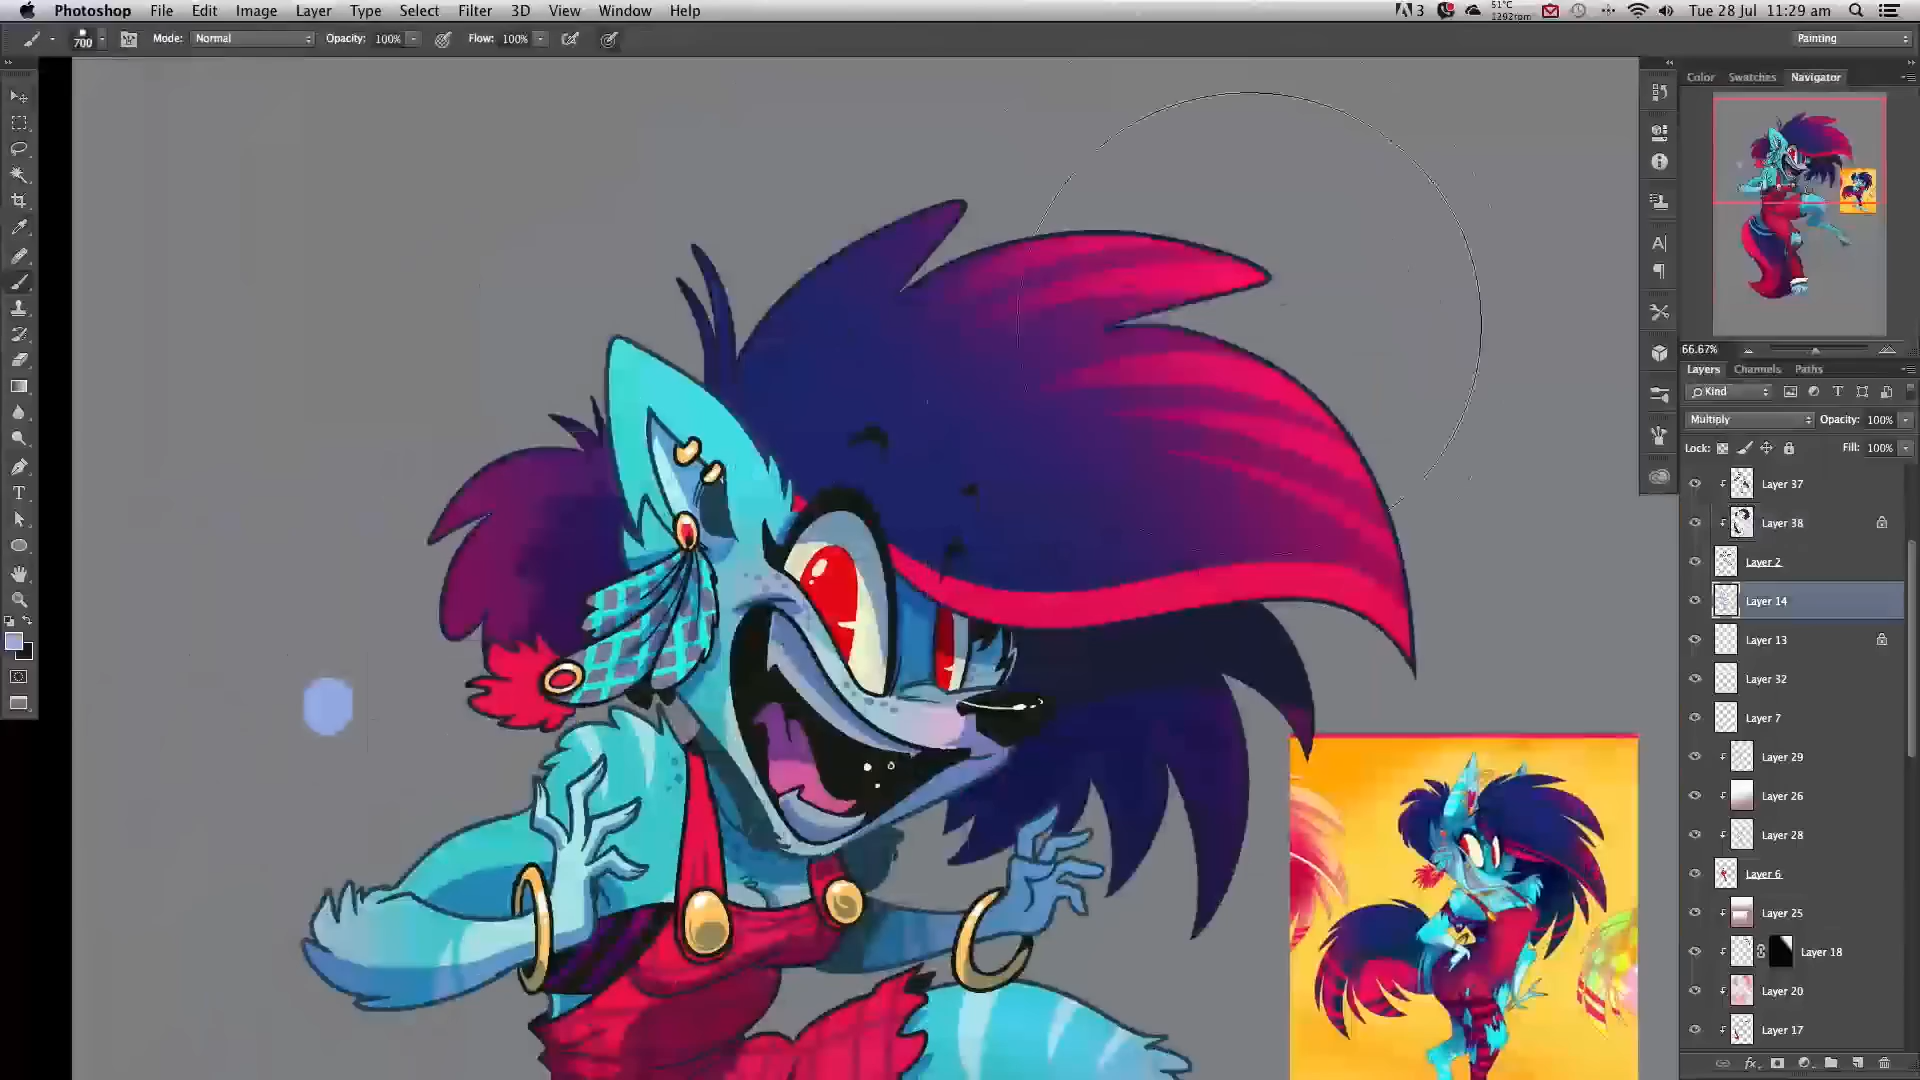 Photoshop File Edit Image Layer Type Select Filter 3D View Window Help 3 51°C 1292rpm Tue 28 Jul 11:29 am
700 Mode: Normal Opacity: 100% Flow: 100% Painting
Color Swatches Navigator
66.67%
Layers Channels Paths
Kind
Multiply Opacity: 100%
Lock: Fill: 100%
Layer 37
Layer 38
Layer 2
Layer 14
Layer 13
Layer 32
Layer 7
Layer 29
Layer 26
Layer 28
Layer 6
Layer 25
Layer 18
Layer 20
Layer 17